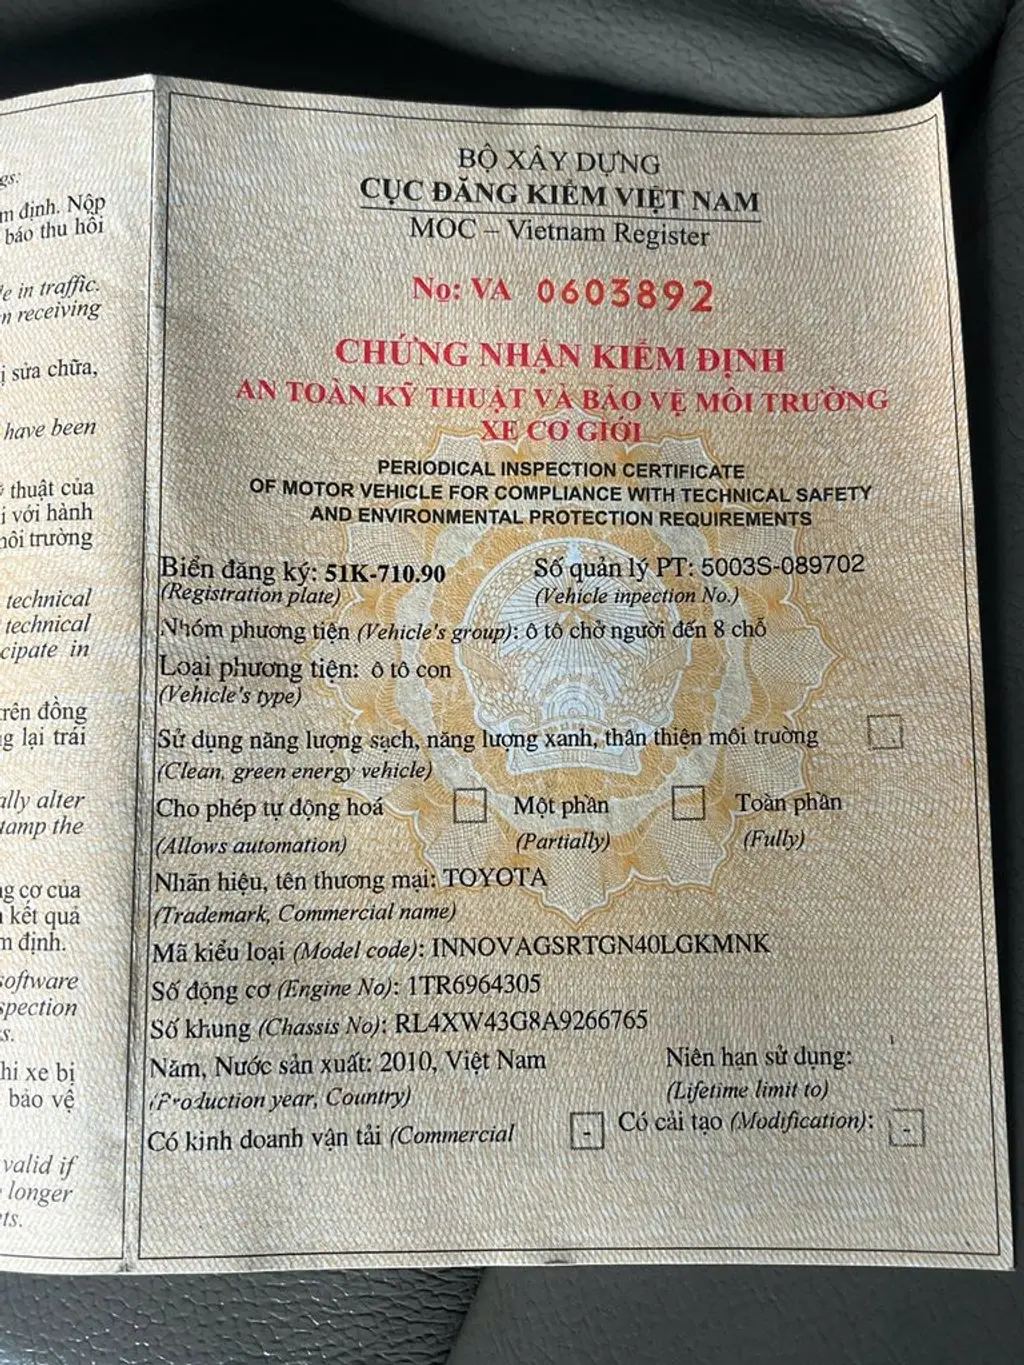 gs:
m định. Nộp
báo thu hồi
e in traffic.
n receiving
ị sửa chữa,
have been
thuật của
i với hành
môi trường
technical
technical
cipate in
trên đồng
g lại trái
ally alter
tamp the
g cơ của
kết quả
m định.
software
spection
s.
hi xe bị
bảo vệ
valid if
longer
ts.
BỘ XÂY DỰNG
CỤC ĐĂNG KIỂM VIỆT NAM
MOC – Vietnam Register
No: VA 0603892
CHỨNG NHẬN KIỂM ĐỊNH
AN TOÀN KỸ THUẬT VÀ BẢO VỆ MÔI TRƯỜNG
XE CƠ GIỚI
PERIODICAL INSPECTION CERTIFICATE
OF MOTOR VEHICLE FOR COMPLIANCE WITH TECHNICAL SAFETY
AND ENVIRONMENTAL PROTECTION REQUIREMENTS
Biển đăng ký: 51K-710.90 Số quản lý PT: 5003S-089702
(Registration plate) (Vehicle inpection No.)
Nhóm phương tiện (Vehicle's group): ô tô chở người đến 8 chỗ
Loại phương tiện: ô tô con
(Vehicle's type)
Sử dụng năng lượng sạch, năng lượng xanh, thân thiện môi trường
(Clean, green energy vehicle)
Cho phép tự động hoá Một phần Toàn phần
(Allows automation) (Partially) (Fully)
Nhãn hiệu, tên thương mại: TOYOTA
(Trademark, Commercial name)
Mã kiểu loại (Model code): INNOVAGSRTGN40LGKMNK
Số động cơ (Engine No): 1TR6964305
Số khung (Chassis No): RL4XW43G8A9266765
Năm, Nước sản xuất: 2010, Việt Nam Niên hạn sử dụng:
(Production year, Country) (Lifetime limit to)
Có kinh doanh vận tải (Commercial - Có cải tạo (Modification): -